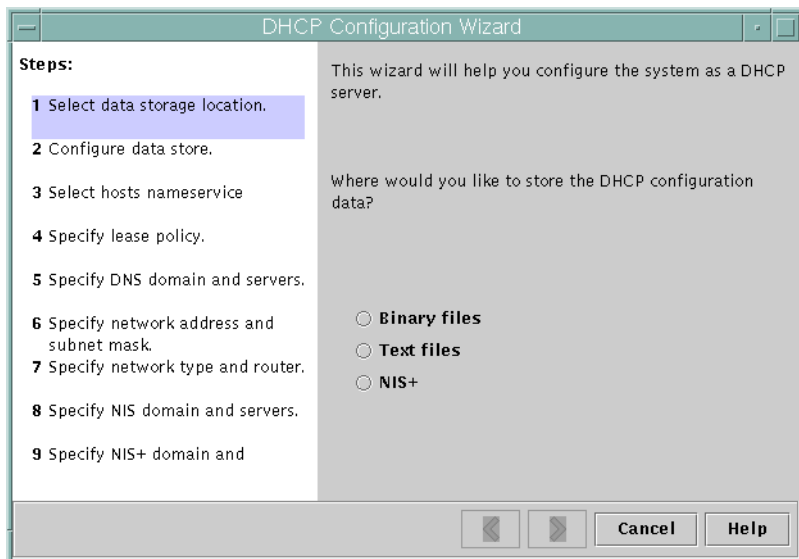 DHCP Configuration Wizard
Steps:
1 Select data storage location.
2 Configure data store.
3 Select hosts nameservice
4 Specify lease policy.
5 Specify DNS domain and servers.
6 Specify network address and
subnet mask.
7 Specify network type and router.
8 Specify NIS domain and servers.
9 Specify NIS+ domain and
This wizard will help you configure the system as a DHCP
server.
Where would you like to store the DHCP configuration
data?
Binary files
Text files
NIS+
Cancel
Help